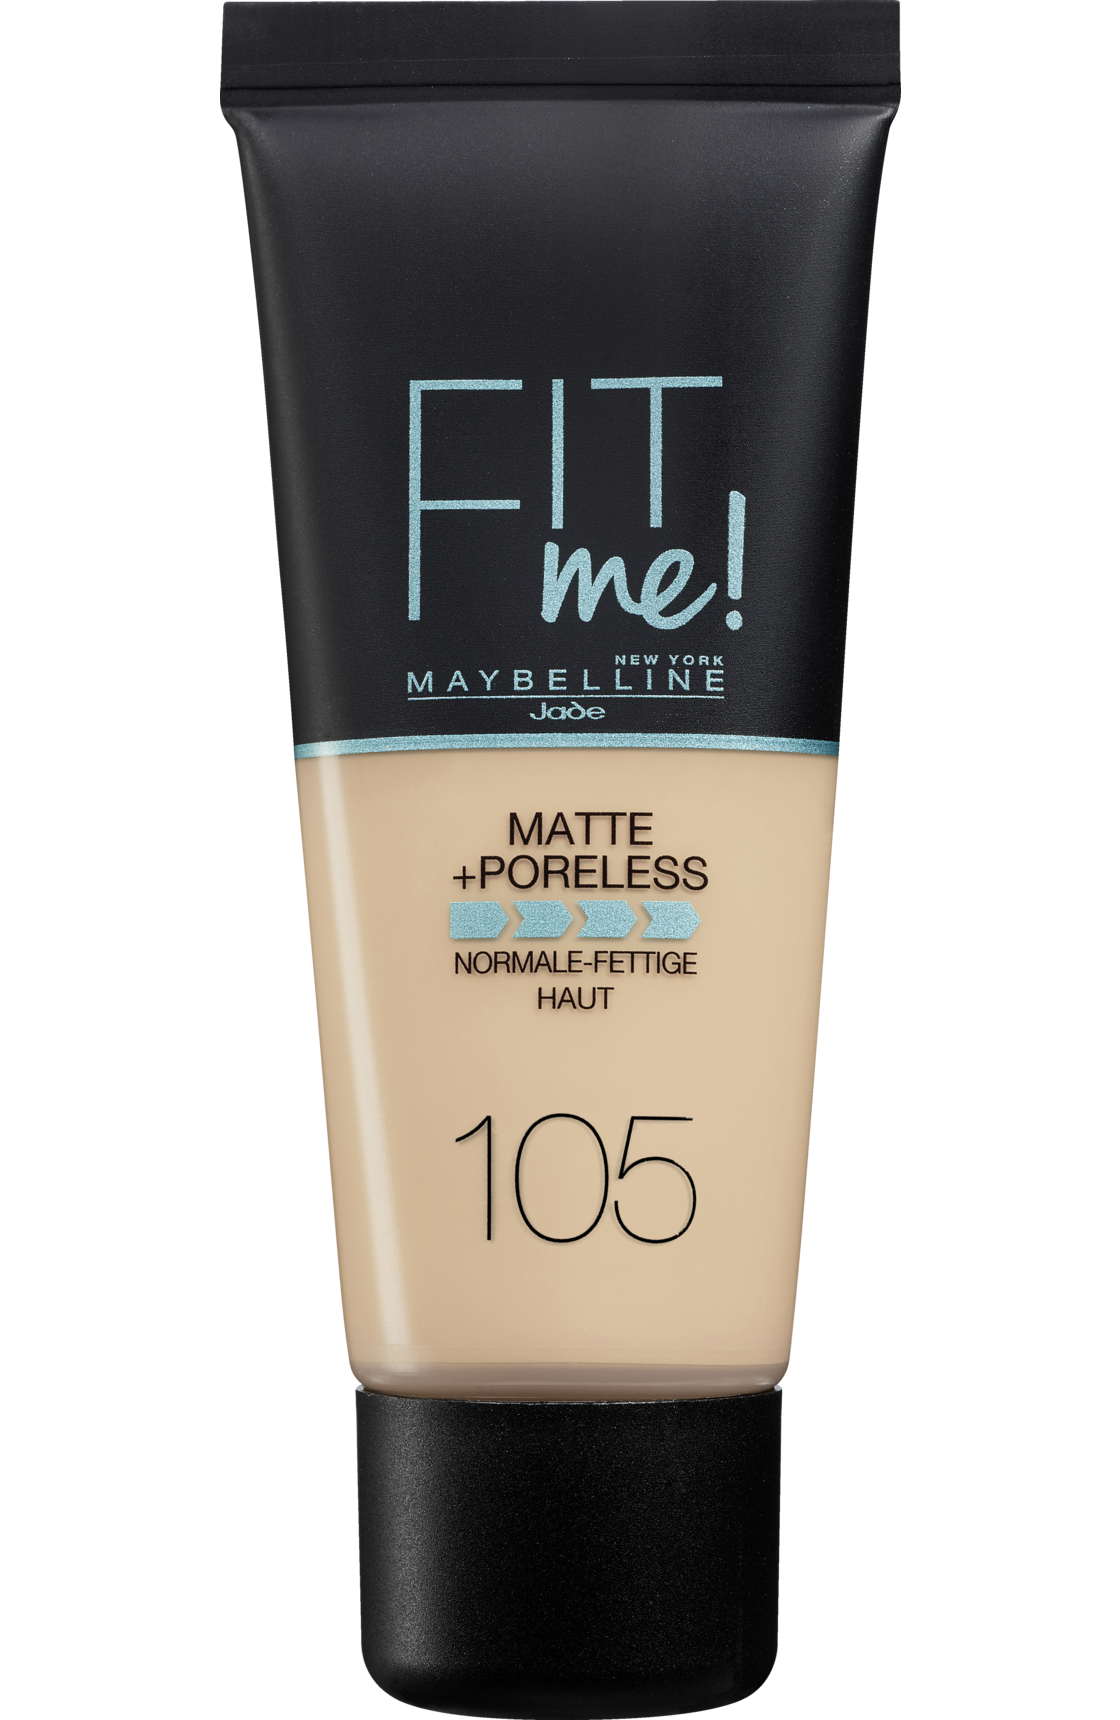 FIT
me!
NEW YORK
MAYBELLINE
Jade
MATTE
+PORELESS
NORMALE-FETTIGE
HAUT
105